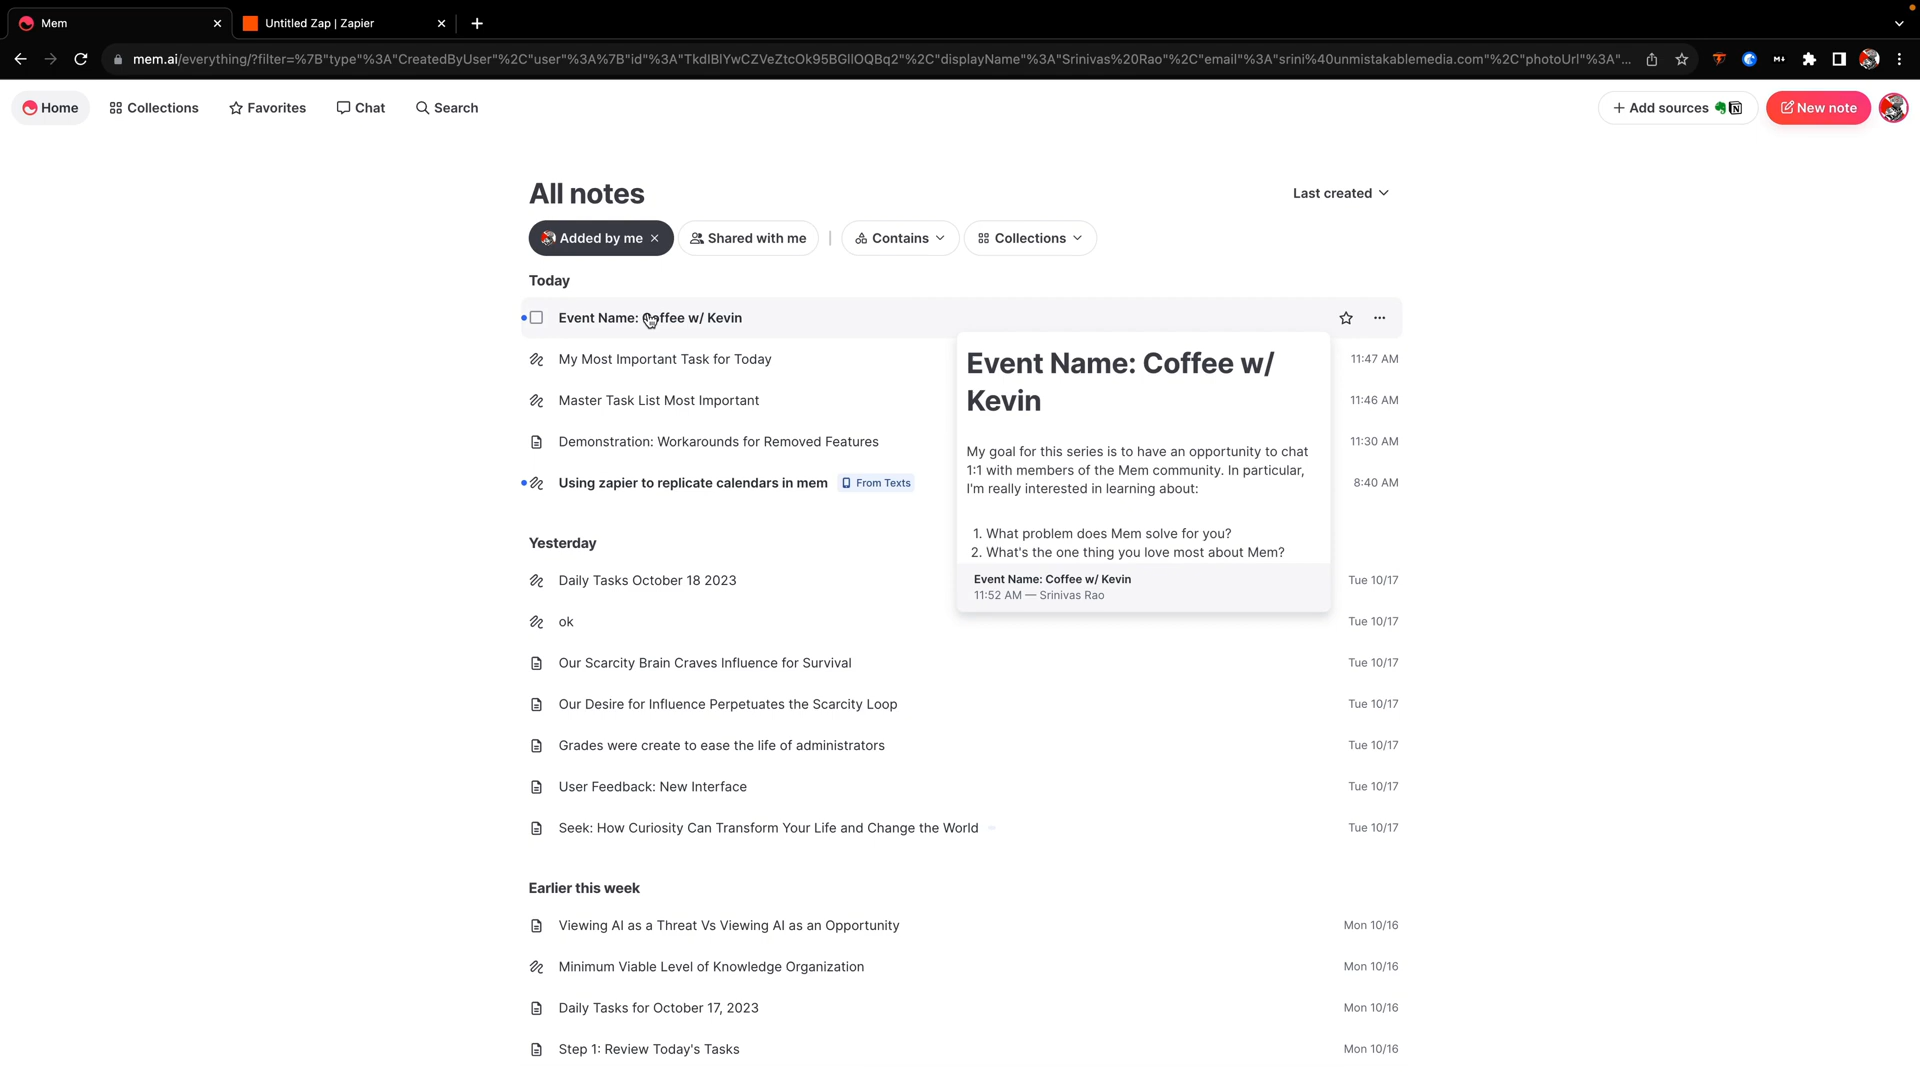 Mem
Untitled Zap | Zapier
mem.ai/everything/?filter=%7B"type"%3A"CreatedByUser"%2C"user"%3A%7B"id"%3A"TkdIBlYwCZVeZtcOk95BGllOQBq2"%2C"displayName"%3A"Srinivas%20Rao"%2C"email"%3A"srini%40unmistakablemedia.com"%2C"photoUrl"%3A"...
Home
Collections
Favorites
Chat
Search
+ Add sources
New note
All notes
Last created
Added by me
Shared with me
Contains
Collections
Today
Event Name: Coffee w/ Kevin
My Most Important Task for Today
11:47 AM
Master Task List Most Important
11:46 AM
Demonstration: Workarounds for Removed Features
11:30 AM
Using zapier to replicate calendars in mem
From Texts
8:40 AM
Event Name: Coffee w/
Kevin
My goal for this series is to have an opportunity to chat
1:1 with members of the Mem community. In particular,
I'm really interested in learning about:
1. What problem does Mem solve for you?
2. What's the one thing you love most about Mem?
Event Name: Coffee w/ Kevin
11:52 AM — Srinivas Rao
Yesterday
Daily Tasks October 18 2023
Tue 10/17
ok
Tue 10/17
Our Scarcity Brain Craves Influence for Survival
Tue 10/17
Our Desire for Influence Perpetuates the Scarcity Loop
Tue 10/17
Grades were create to ease the life of administrators
Tue 10/17
User Feedback: New Interface
Tue 10/17
Seek: How Curiosity Can Transform Your Life and Change the World
Tue 10/17
Earlier this week
Viewing AI as a Threat Vs Viewing AI as an Opportunity
Mon 10/16
Minimum Viable Level of Knowledge Organization
Mon 10/16
Daily Tasks for October 17, 2023
Mon 10/16
Step 1: Review Today's Tasks
Mon 10/16